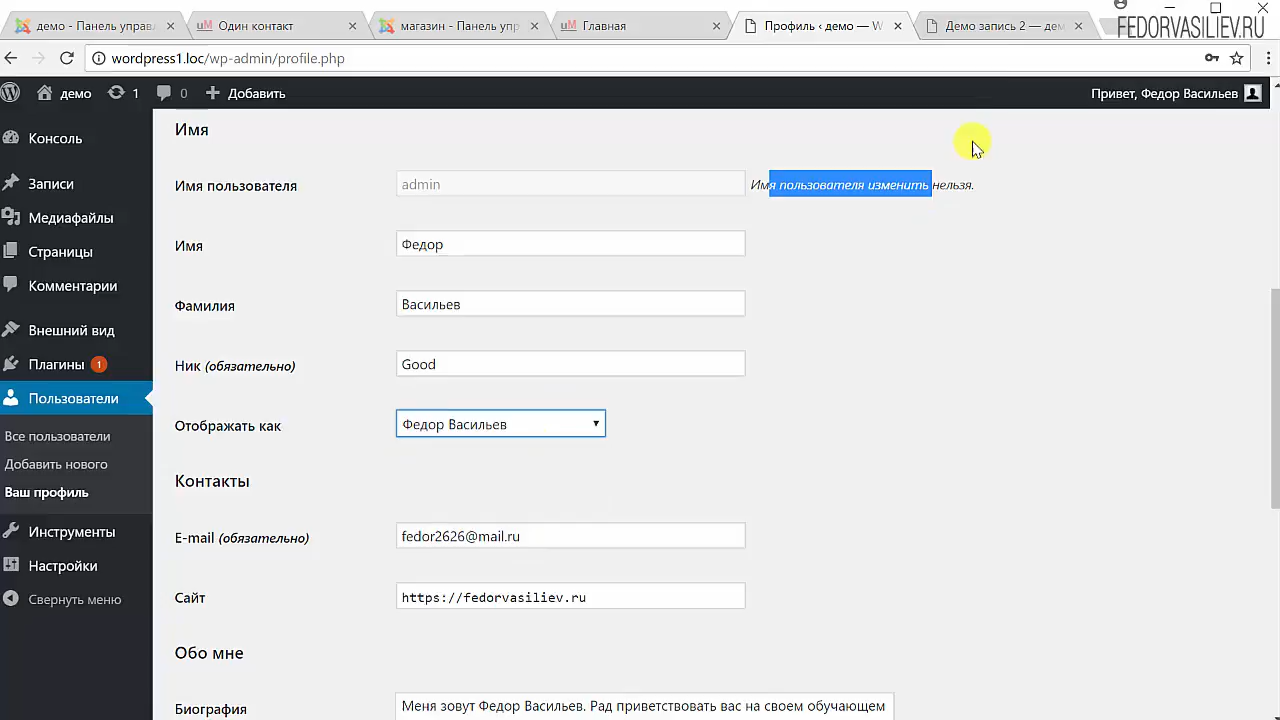 демо - Панель управл
Один контакт
магазин - Панель упр
Главная
Профиль ‹ демо — W
Демо запись 2 — дем
FEDORVASILIEV.RU
wordpress1.loc/wp-admin/profile.php
демо
1
0
Добавить
Привет, Федор Васильев
Консоль
Записи
Медиафайлы
Страницы
Комментарии
Внешний вид
Плагины 1
Пользователи
Все пользователи
Добавить нового
Ваш профиль
Инструменты
Настройки
Свернуть меню
Имя
Имя пользователя
admin
Имя пользователя изменить нельзя.
Имя
Федор
Фамилия
Васильев
Ник (обязательно)
Good
Отображать как
Федор Васильев
Контакты
E-mail (обязательно)
fedor2626@mail.ru
Сайт
https://fedorvasiliev.ru
Обо мне
Биография
Меня зовут Федор Васильев. Рад приветствовать вас на своем обучающем